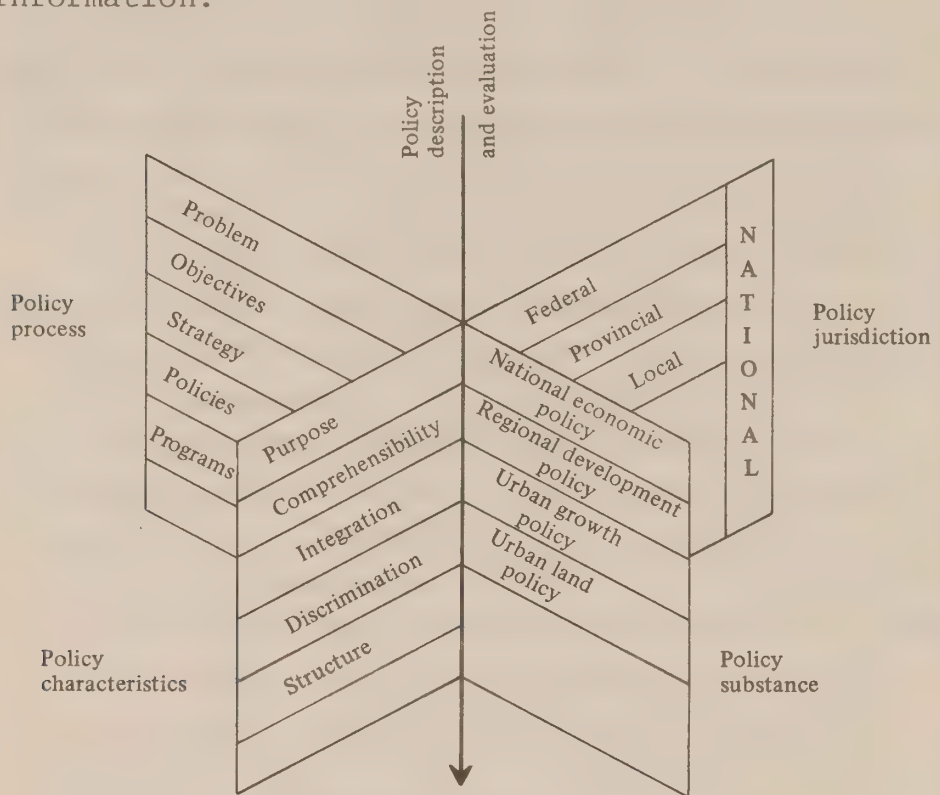 information.
Policy
description
and evaluation
Problem
Objectives
Strategy
Policies
Programs
Policy
process
Federal
Provincial
Local
NATIONAL
Policy
jurisdiction
Purpose
Comprehensibility
Integration
Discrimination
Structure
Policy
characteristics
National economic
policy
Regional development
policy
Urban growth
policy
Urban land
policy
Policy
substance